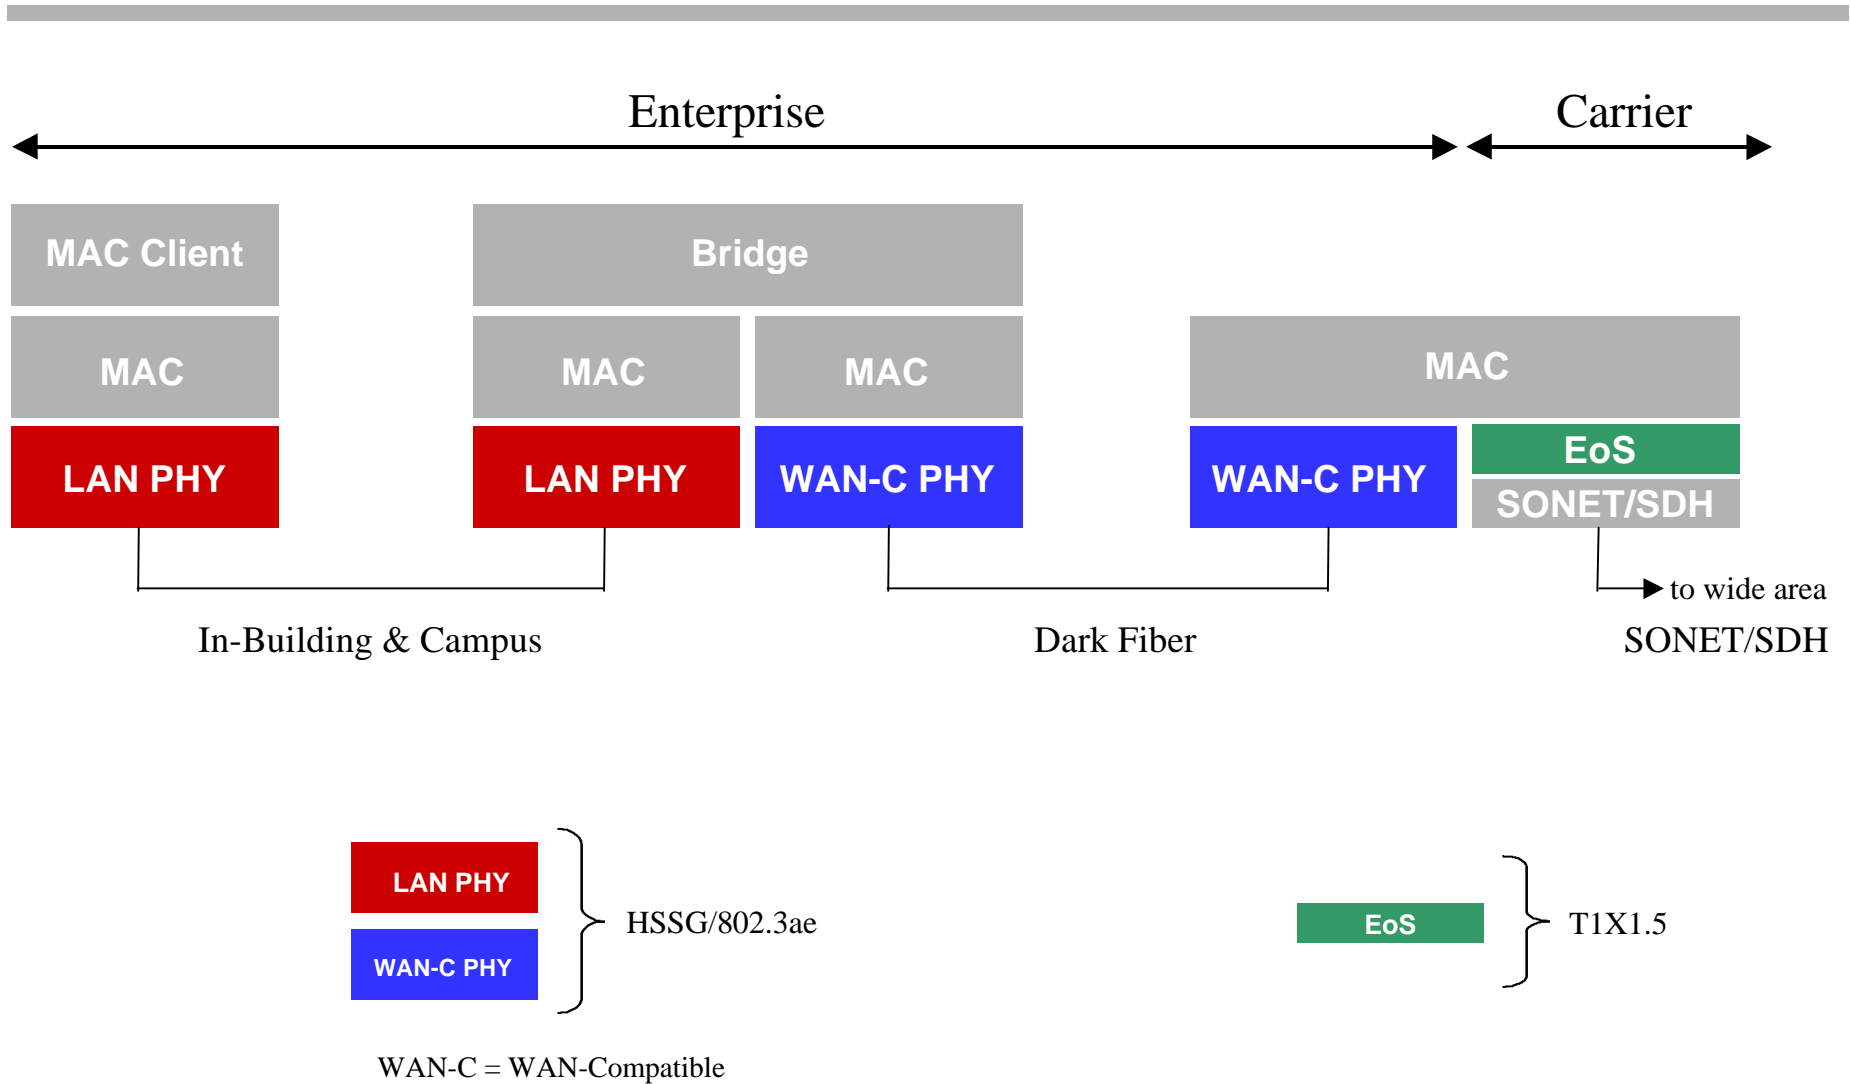 Enterprise Carrier
MAC Client Bridge
MAC MAC MAC MAC
LAN PHY LAN PHY WAN-C PHY WAN-C PHY EoS
SONET/SDH
to wide area
In-Building & Campus Dark Fiber SONET/SDH
LAN PHY
HSSG/802.3ae EoS T1X1.5
WAN-C PHY
WAN-C = WAN-Compatible